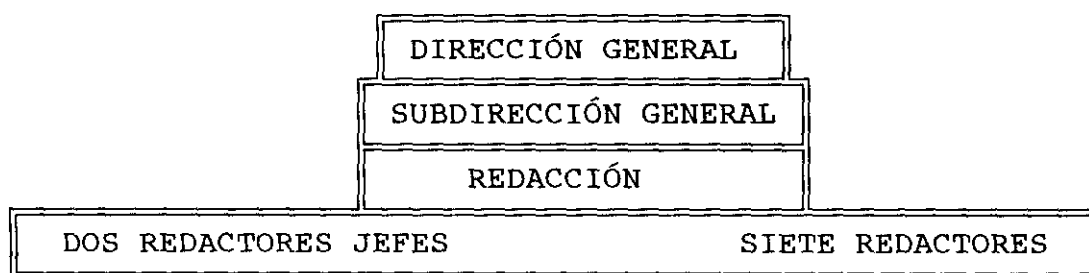 DIRECCIÓN GENERAL
SUBDIRECCIÓN GENERAL
REDACCIÓN
DOS REDACTORES JEFES SIETE REDACTORES